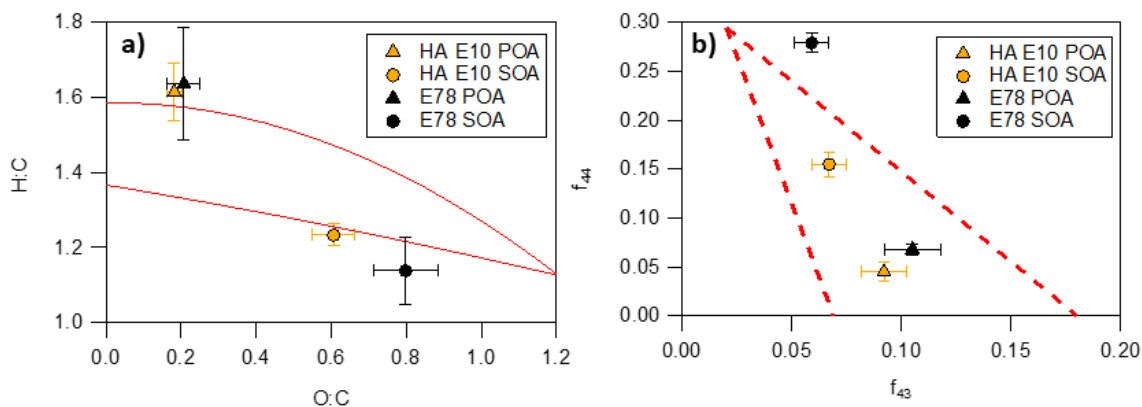 a)
HA E10 POA
HA E10 SOA
E78 POA
E78 SOA
1.8
1.6
1.4
1.2
1.0
H:C
0.0 0.2 0.4 0.6 0.8 1.0 1.2
O:C
b)
HA E10 POA
HA E10 SOA
E78 POA
E78 SOA
0.30
0.25
0.20
0.15
0.10
0.05
0.00
f44
0.00 0.05 0.10 0.15 0.20
f43